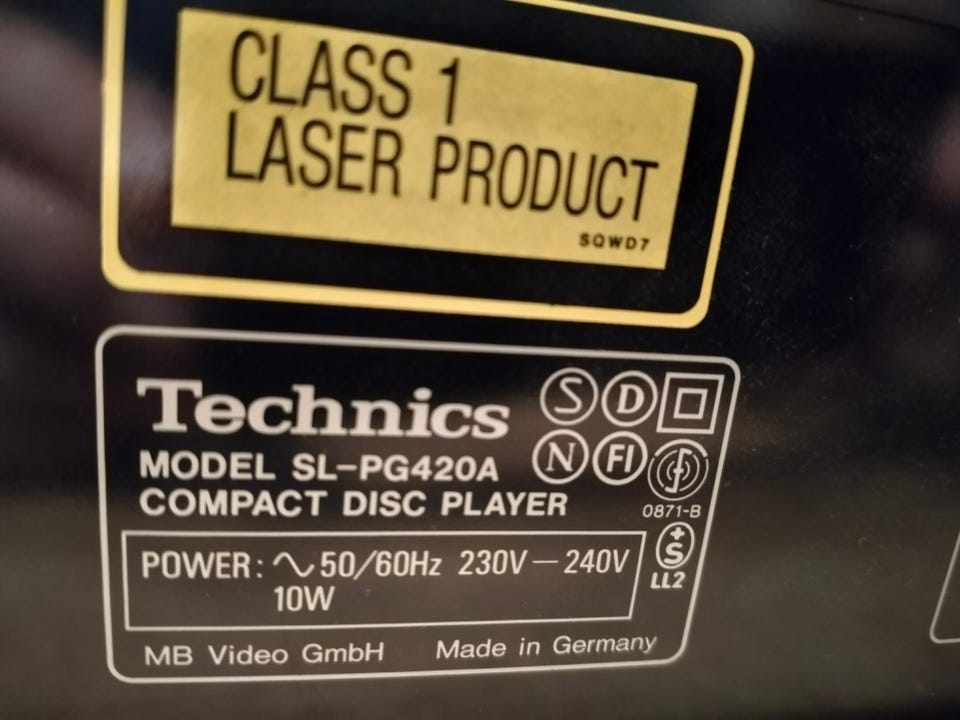 CLASS 1
LASER PRODUCT
SQWD7
Technics
S D
N FI
MODEL SL-PG420A
COMPACT DISC PLAYER
0871-B
POWER: ∿ 50/60Hz 230V — 240V
10W
+S
LL2
MB Video GmbH Made in Germany